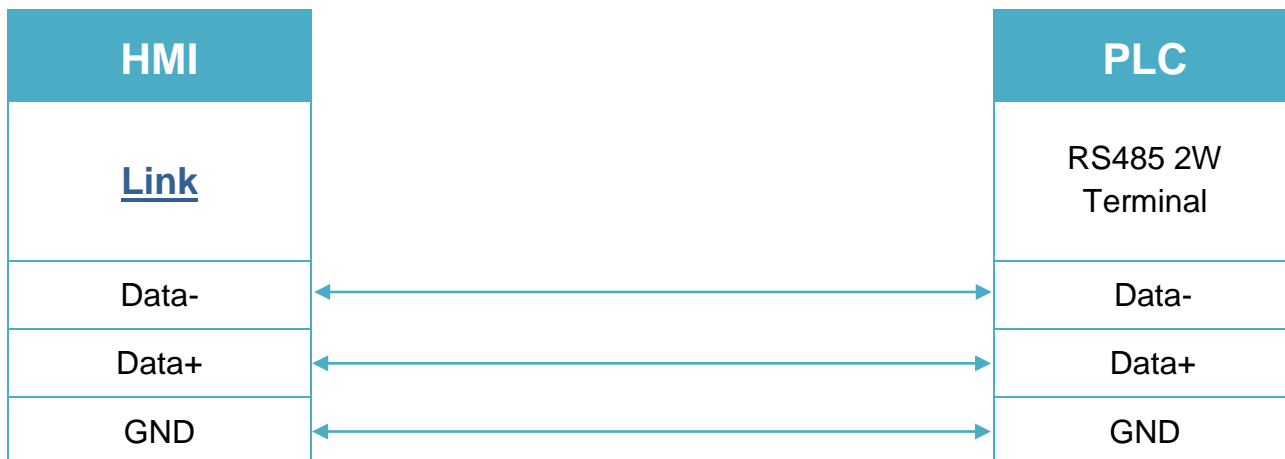 HMI PLC
Link
RS485 2W
Terminal
Data- Data-
Data+ Data+
GND GND